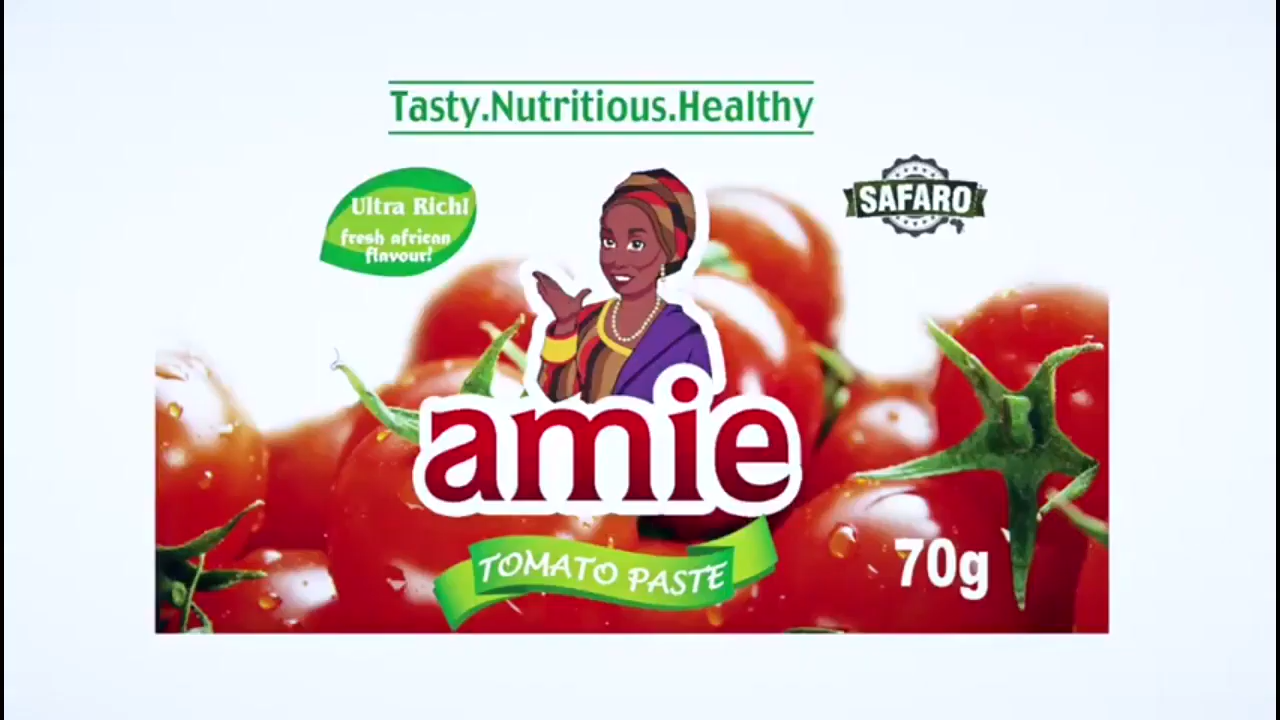 Tasty.Nutritious.Healthy
Ultra Rich!
fresh african
flavour!
SAFARO
amie
TOMATO PASTE
70g